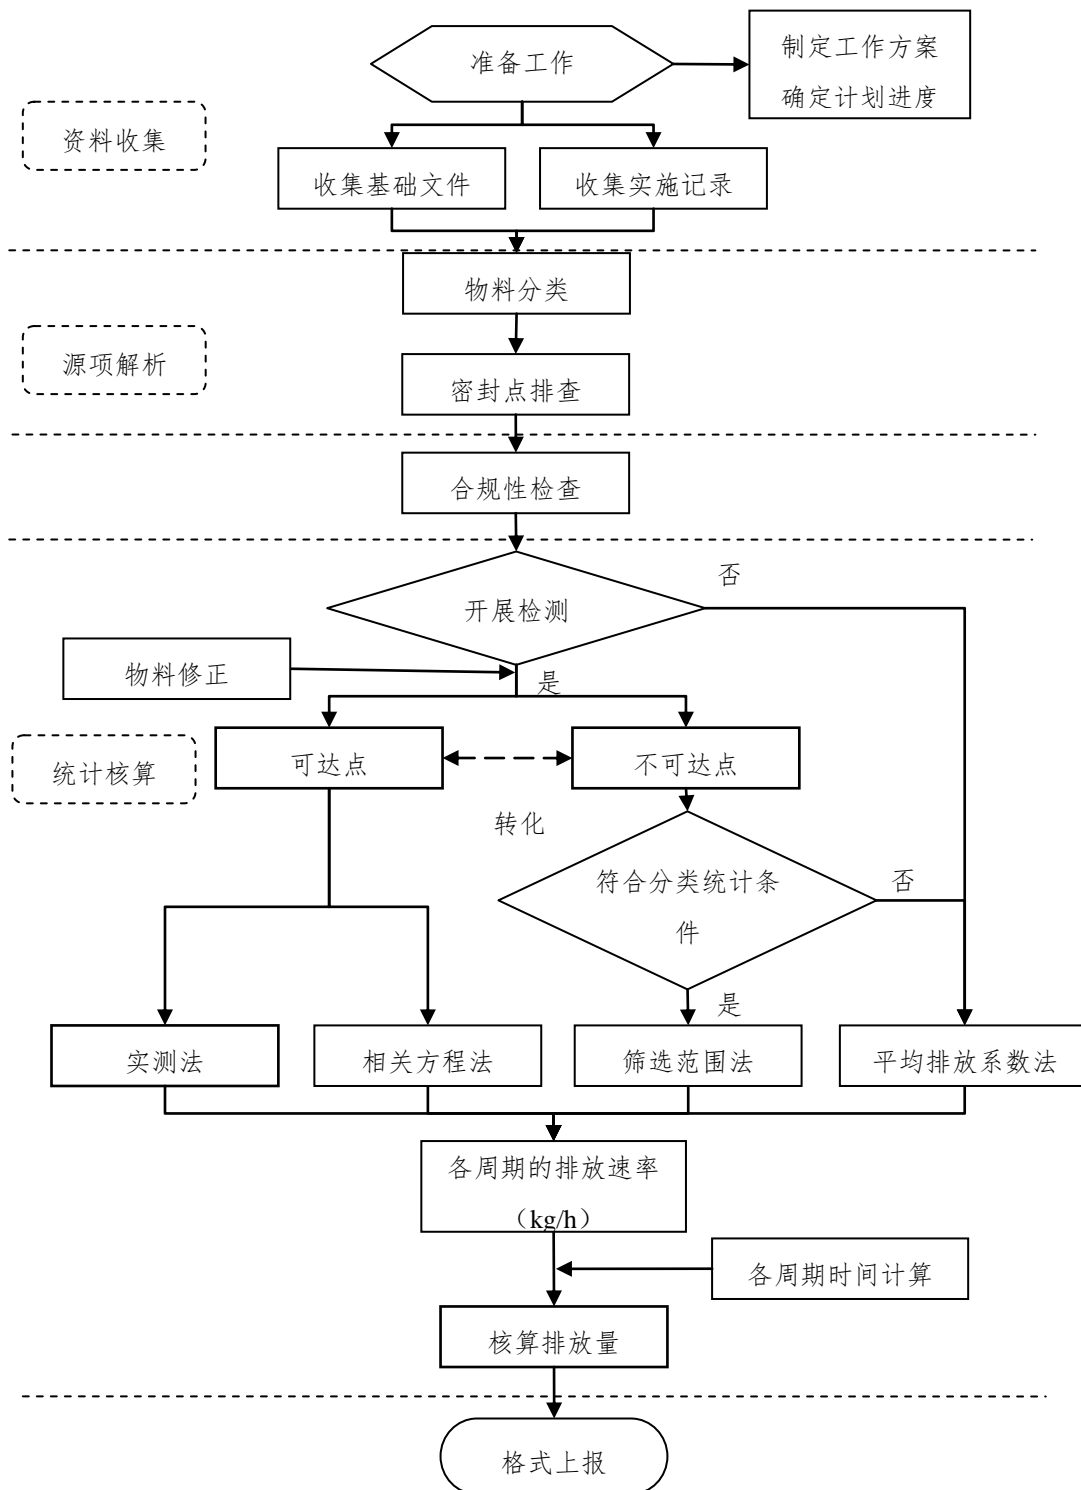 准备工作
制定工作方案
确定计划进度
资料收集
收集基础文件
收集实施记录
物料分类
源项解析
密封点排查
合规性检查
否
开展检测
物料修正
是
可达点
不可达点
统计核算
转化
符合分类统计条
件
否
是
实测法
相关方程法
筛选范围法
平均排放系数法
各周期的排放速率
（kg/h）
各周期时间计算
核算排放量
格式上报